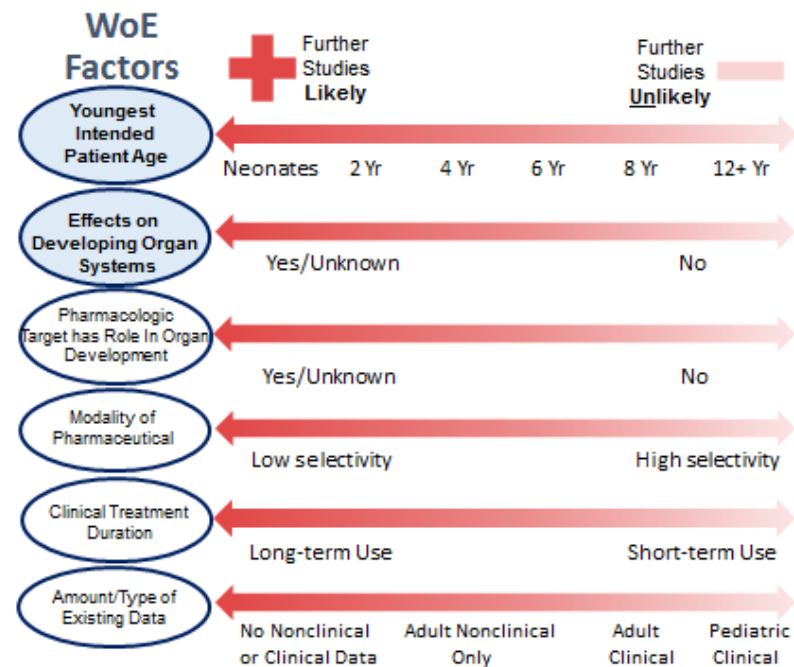 WoE
Factors
Further
Studies
Likely
Further
Studies
Unlikely
Youngest
Intended
Patient Age
Neonates 2 Yr 4 Yr 6 Yr 8 Yr 12+ Yr
Effects on
Developing Organ
Systems
Yes/Unknown No
Pharmacologic
Target has Role In Organ
Development
Yes/Unknown No
Modality of
Pharmaceutical
Low selectivity High selectivity
Clinical Treatment
Duration
Long-term Use Short-term Use
Amount/Type of
Existing Data
No Nonclinical Adult Nonclinical Adult Pediatric
or Clinical Data Only Clinical Clinical